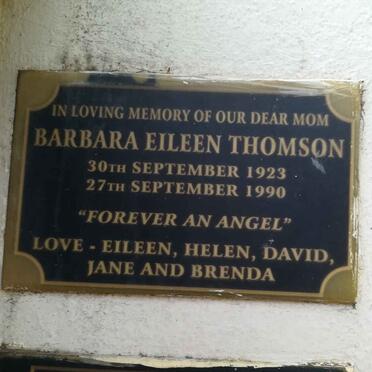 IN LOVING MEMORY OF OUR DEAR MOM
BARBARA EILEEN THOMSON
30TH SEPTEMBER 1923
27TH SEPTEMBER 1990
"FOREVER AN ANGEL"
LOVE - EILEEN, HELEN, DAVID,
JANE AND BRENDA